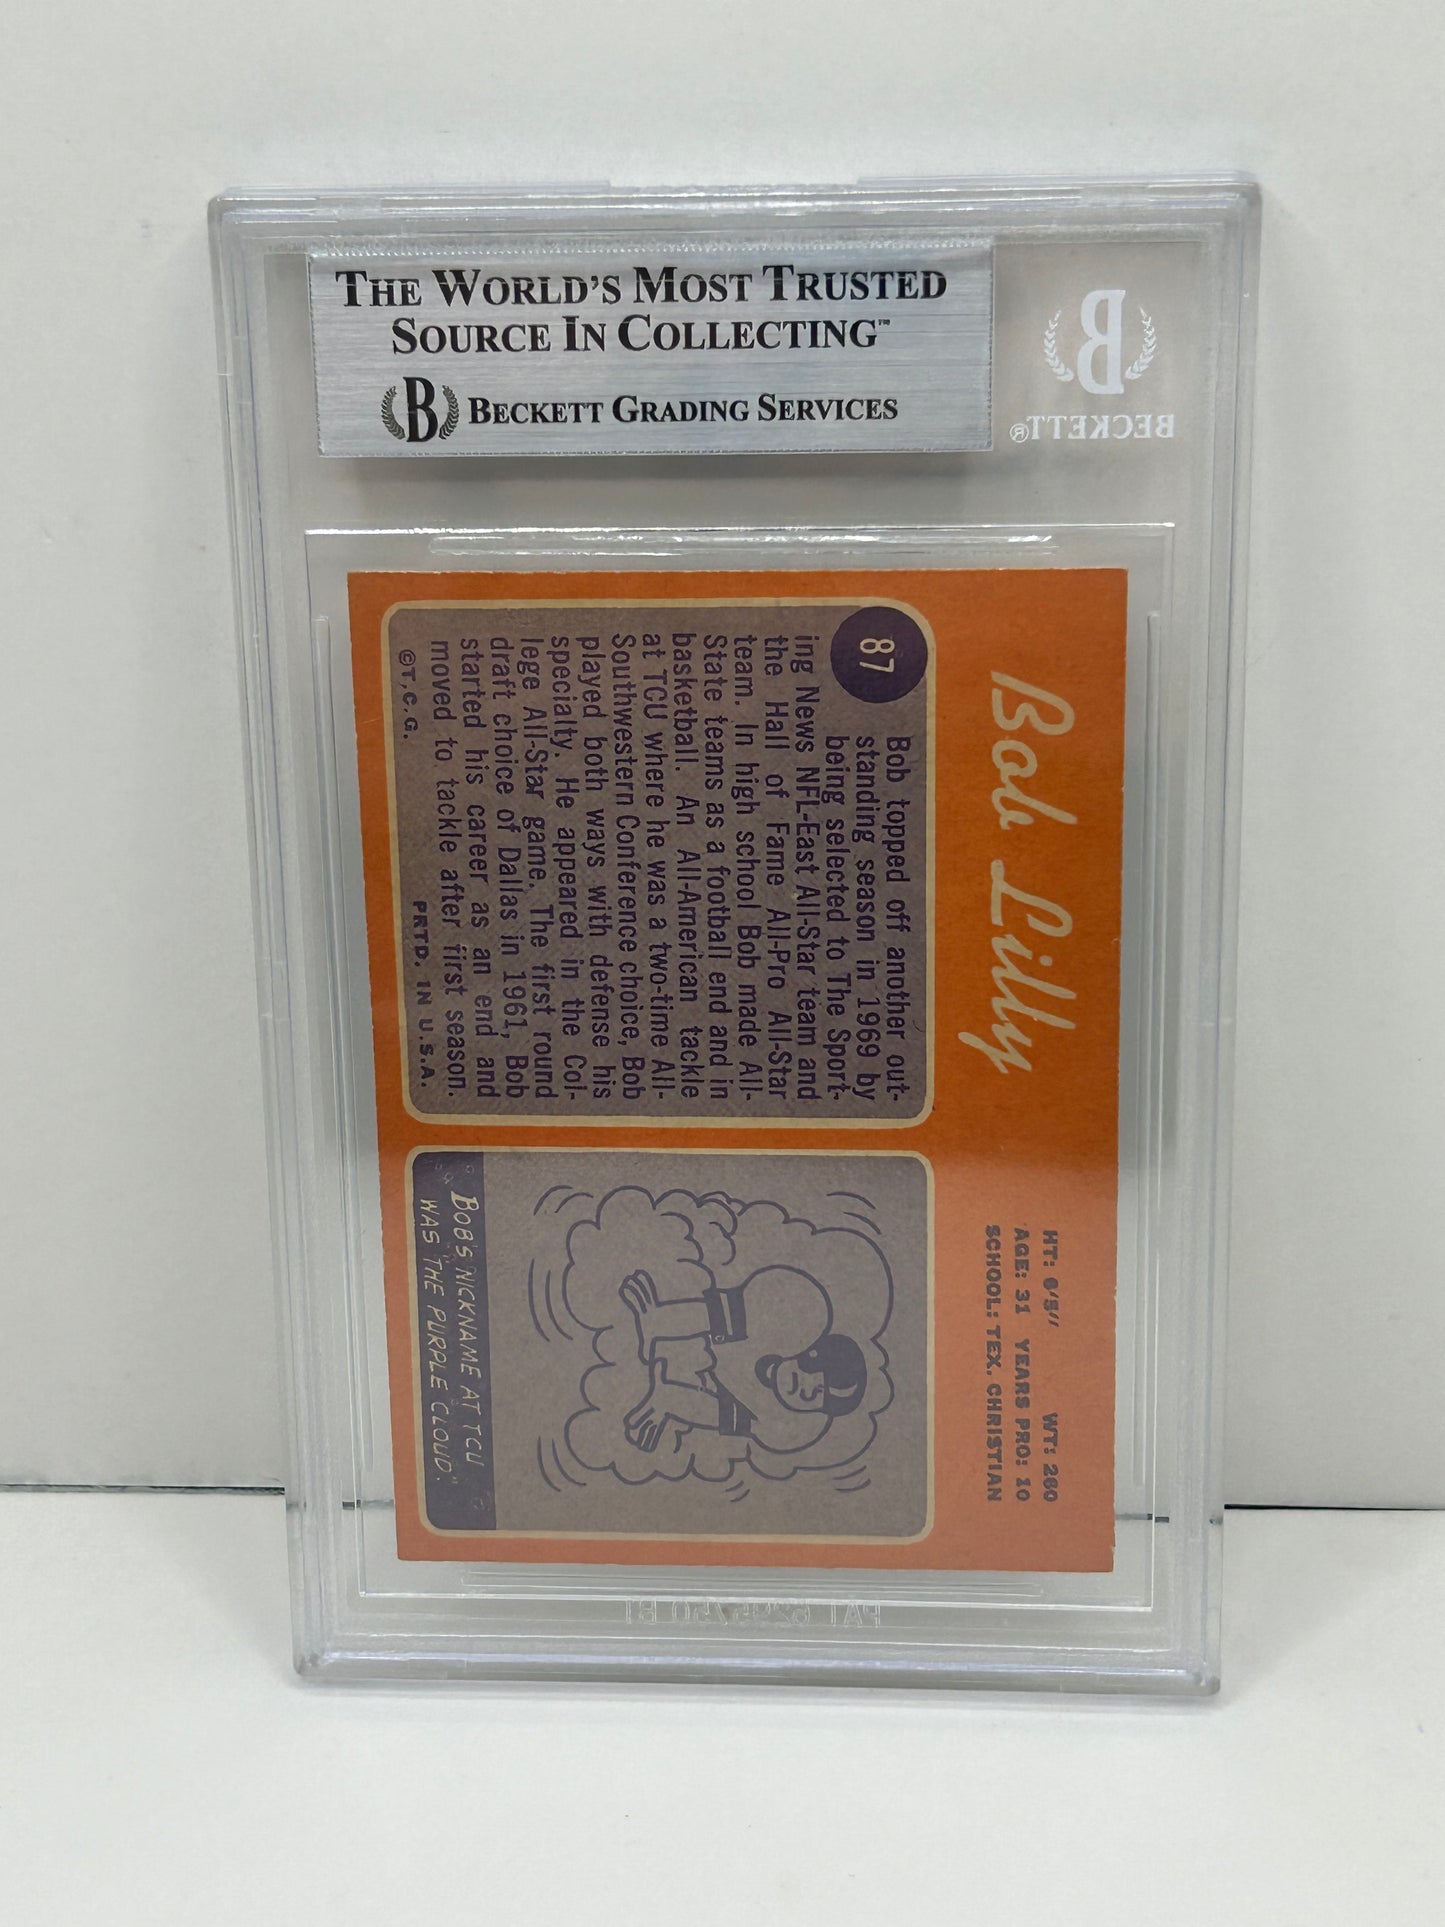 THE WORLD'S MOST TRUSTED
SOURCE IN COLLECTING™
BECKETT GRADING SERVICES
B
BECKETT®
Bob Lilly
HT: 6'5" WT: 260
AGE: 31 YEARS PRO: 10
SCHOOL: TEX. CHRISTIAN
87
Bob topped off another out-
standing season in 1969 by
being selected to The Sport-
ing News NFL-East All-Star team and
the Hall of Fame All-Pro All-Star
team. In high school Bob made All-
State teams as a football end and in
basketball. An All-American tackle
at TCU where he was a two-time All-
Southwestern Conference choice, Bob
played both ways with defense his
specialty. He appeared in the Col-
lege All-Star game. The first round
draft choice of Dallas in 1961, Bob
started his career as an end and
moved to tackle after first season.
©T.C.G. PRTD. IN U.S.A.
BOB'S NICKNAME AT TCU
WAS "THE PURPLE CLOUD."